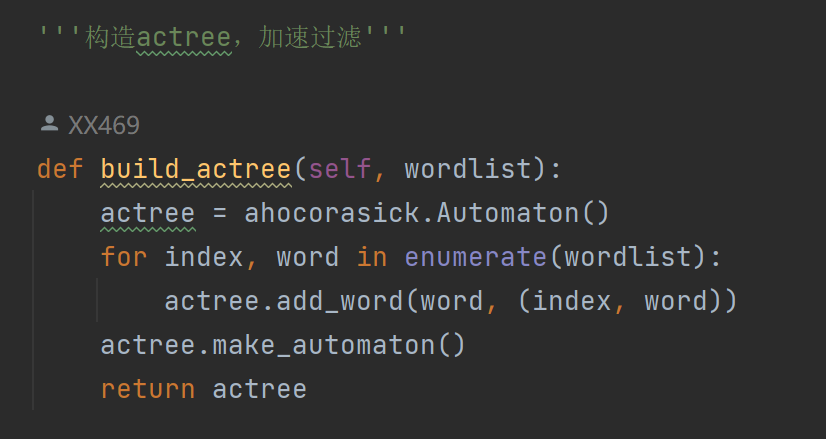 '''构造actree，加速过滤'''
XX469
def build_actree(self, wordlist):
    actree = ahocorasick.Automaton()
    for index, word in enumerate(wordlist):
        actree.add_word(word, (index, word))
    actree.make_automaton()
    return actree